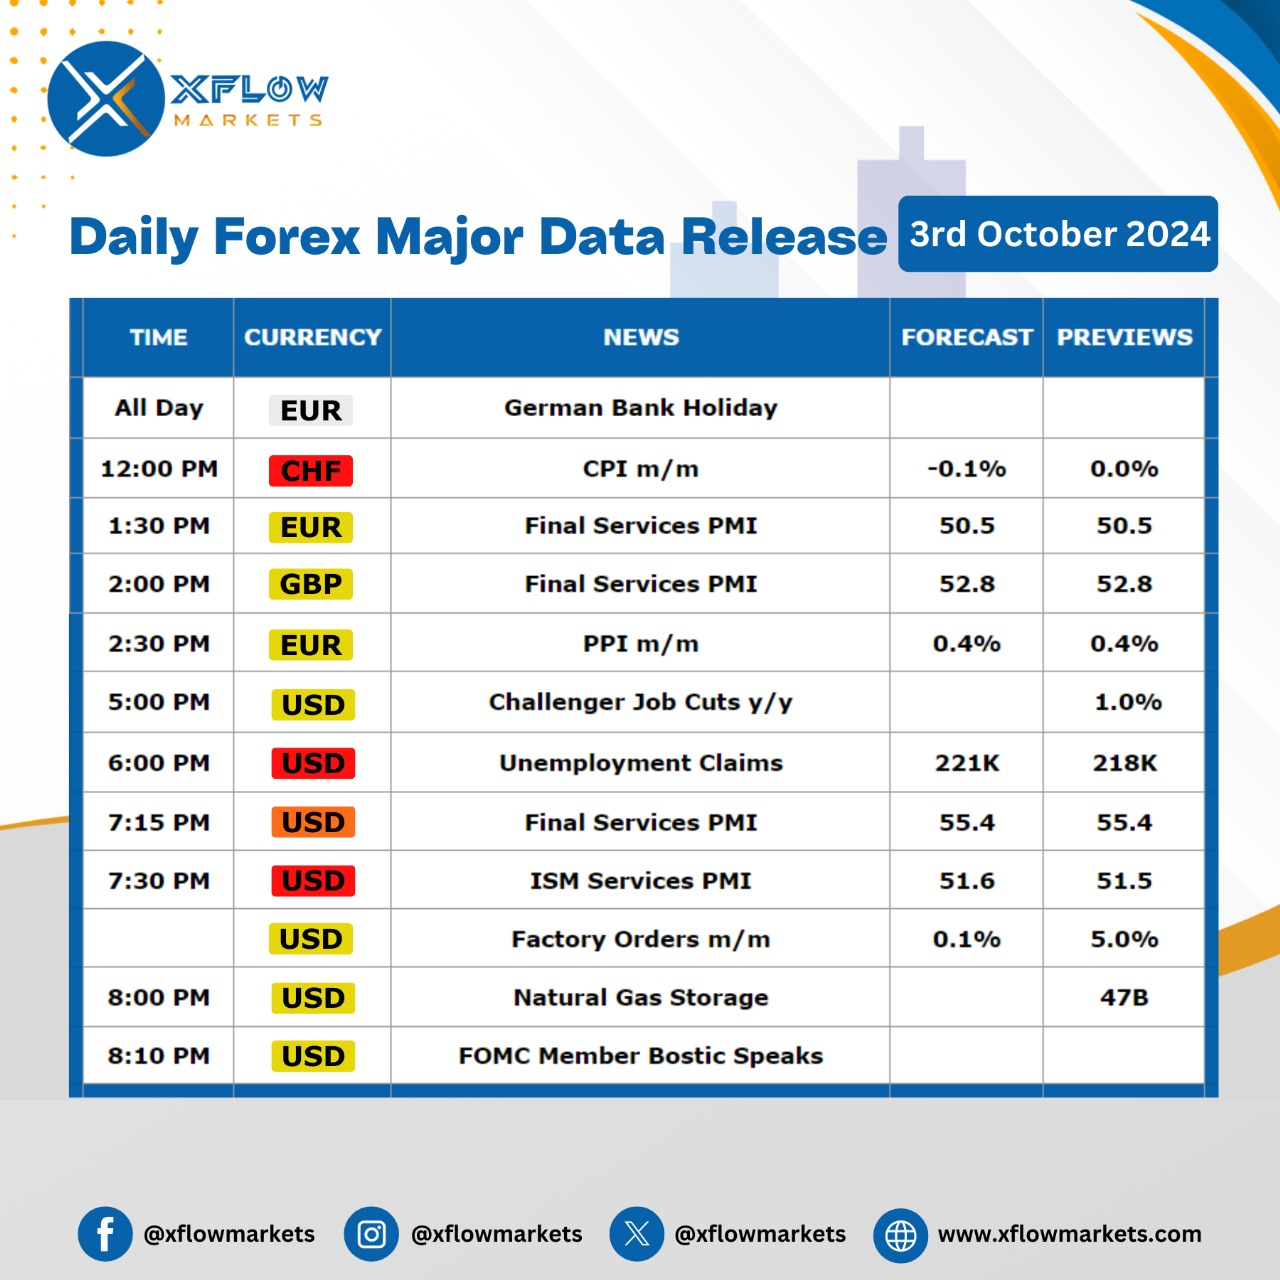 XFLOW
MARKETS
Daily Forex Major Data Release 3rd October 2024
TIME CURRENCY NEWS FORECAST PREVIEWS
All Day EUR German Bank Holiday
12:00 PM CHF CPI m/m -0.1% 0.0%
1:30 PM EUR Final Services PMI 50.5 50.5
2:00 PM GBP Final Services PMI 52.8 52.8
2:30 PM EUR PPI m/m 0.4% 0.4%
5:00 PM USD Challenger Job Cuts y/y 1.0%
6:00 PM USD Unemployment Claims 221K 218K
7:15 PM USD Final Services PMI 55.4 55.4
7:30 PM USD ISM Services PMI 51.6 51.5
USD Factory Orders m/m 0.1% 5.0%
8:00 PM USD Natural Gas Storage 47B
8:10 PM USD FOMC Member Bostic Speaks
@xflowmarkets @xflowmarkets @xflowmarkets www.xflowmarkets.com